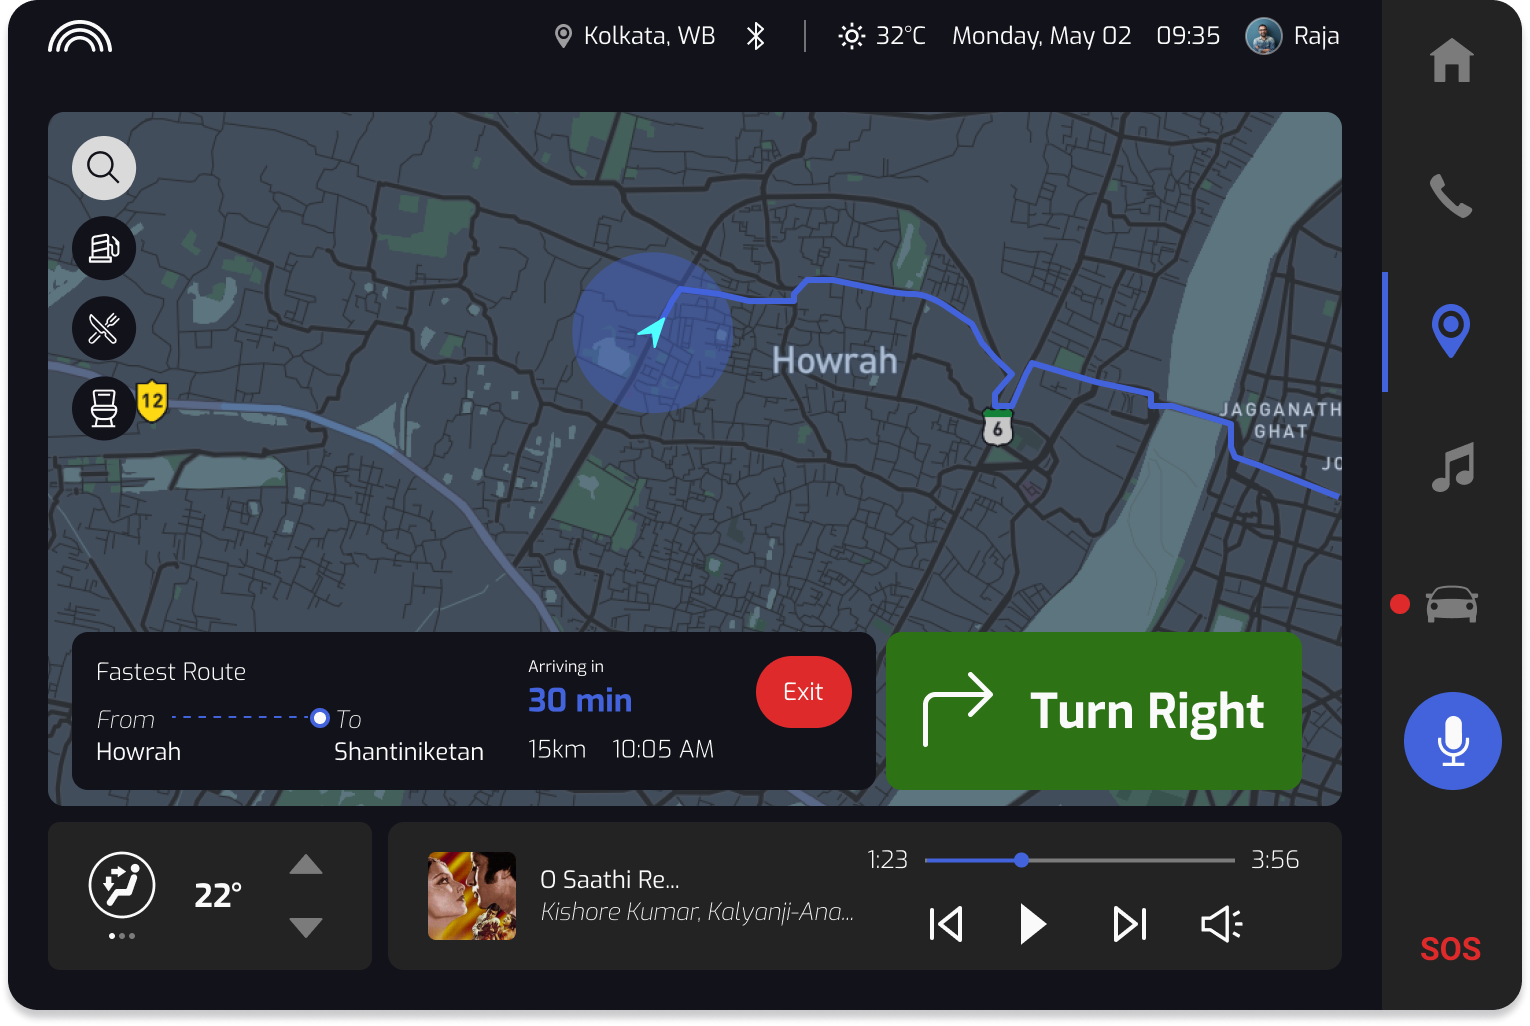 Kolkata, WB
32°C
Monday, May 02
09:35
Raja
12
Howrah
6
JAGGANATH
GHAT
JO
Fastest Route
From
To
Howrah
Shantiniketan
Arriving in
30 min
15km
10:05 AM
Exit
Turn Right
22°
O Saathi Re...
Kishore Kumar, Kalyanji-Ana...
1:23
3:56
SOS